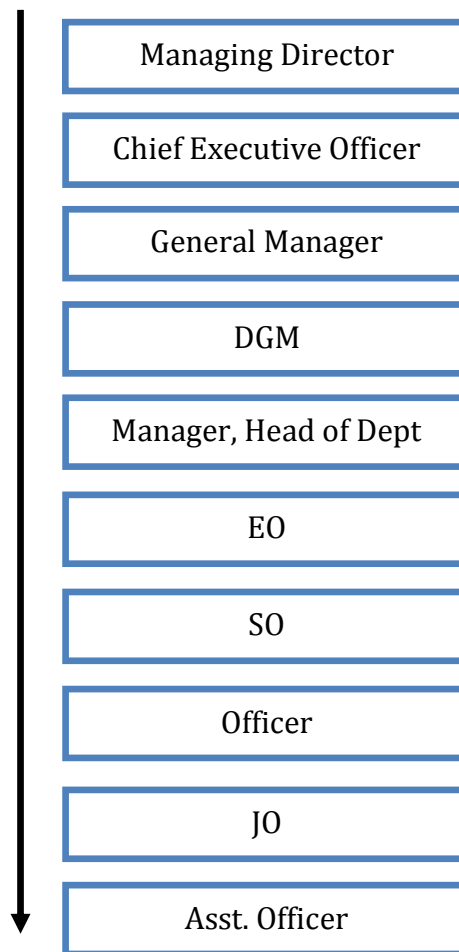 Managing Director
Chief Executive Officer
General Manager
DGM
Manager, Head of Dept
EO
SO
Officer
JO
Asst. Officer